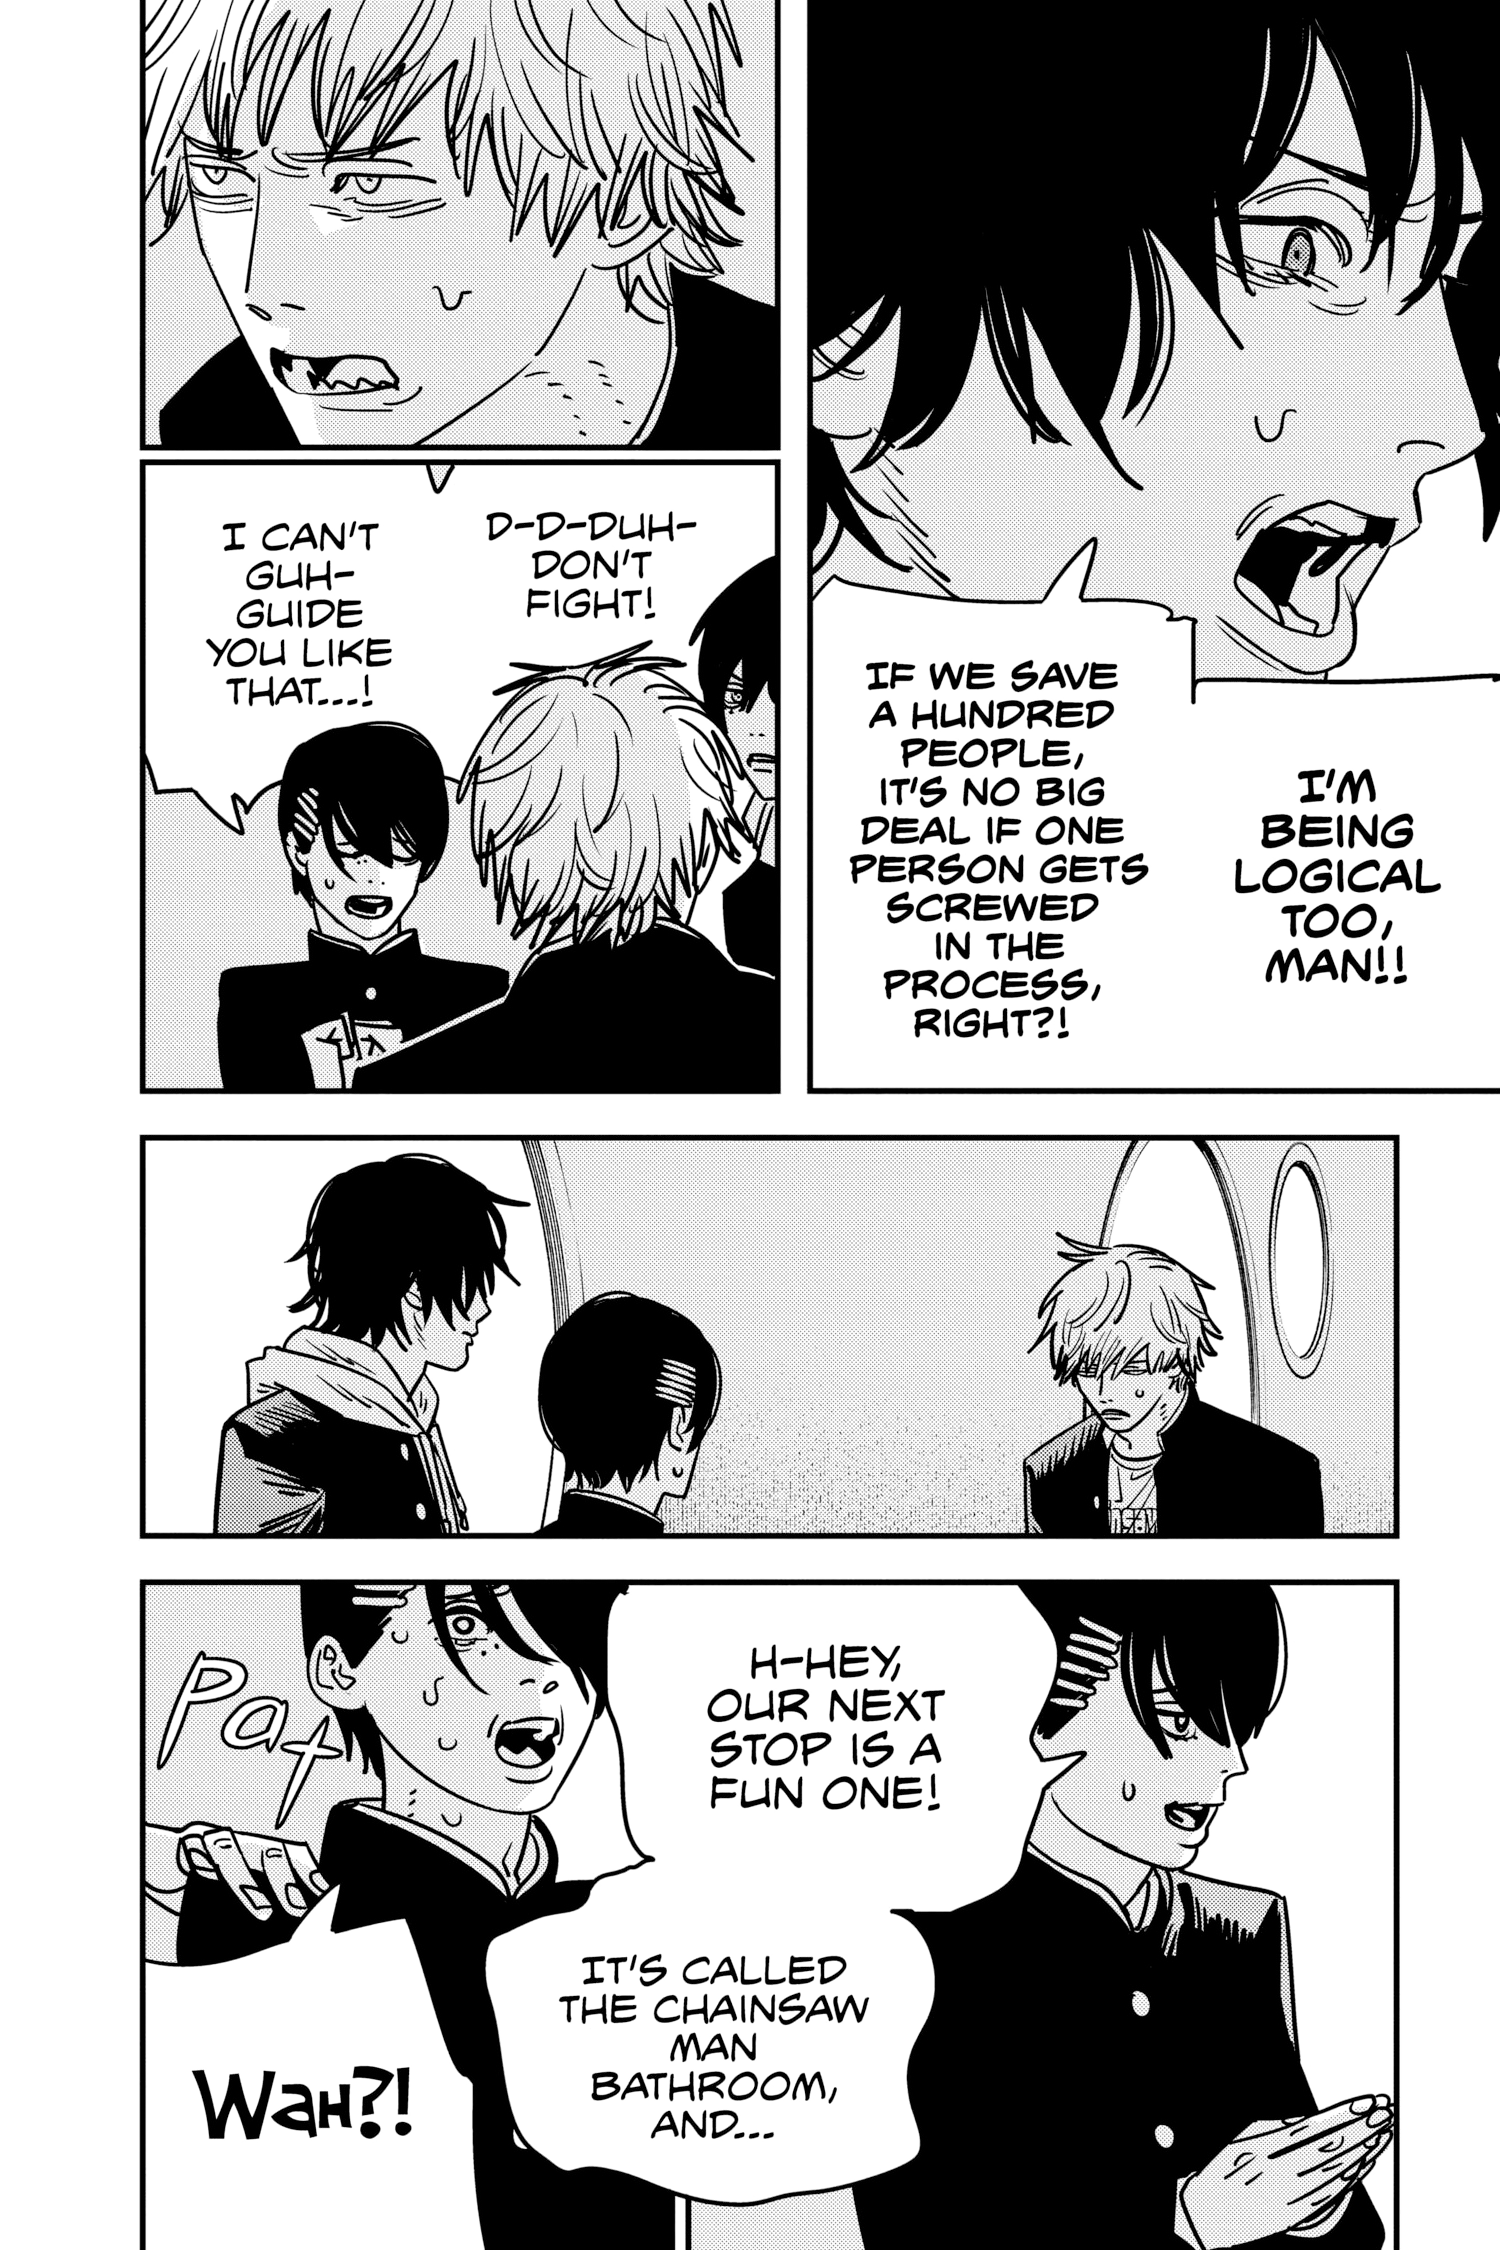 I'M
BEING
LOGICAL
TOO,
MAN!!
IF WE SAVE
A HUNDRED
PEOPLE,
IT'S NO BIG
DEAL IF ONE
PERSON GETS
SCREWED
IN THE
PROCESS,
RIGHT?!
D-D-DUH-
DON'T
FIGHT!
I CAN'T
GUH-
GUIDE
YOU LIKE
THAT...!
H-HEY,
OUR NEXT
STOP IS A
FUN ONE!
IT'S CALLED
THE CHAINSAW
MAN
BATHROOM,
AND...
Pat
WAH?!